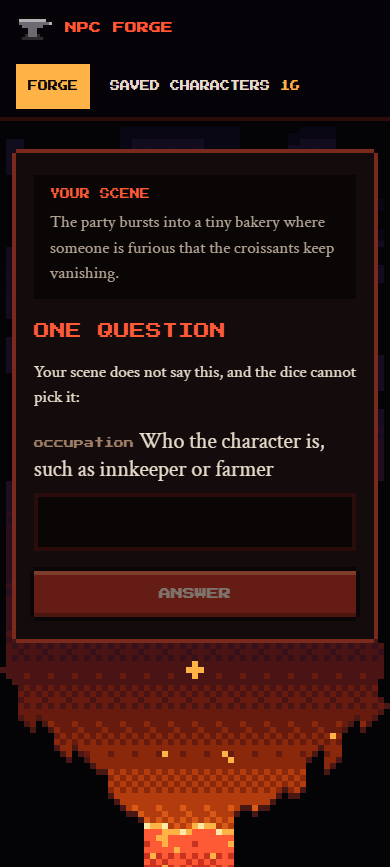 NPC FORGE
FORGE
SAVED CHARACTERS 16
YOUR SCENE
The party bursts into a tiny bakery where
someone is furious that the croissants keep
vanishing.
ONE QUESTION
Your scene does not say this, and the dice cannot
pick it:
occupation Who the character is,
such as innkeeper or farmer
ANSWER